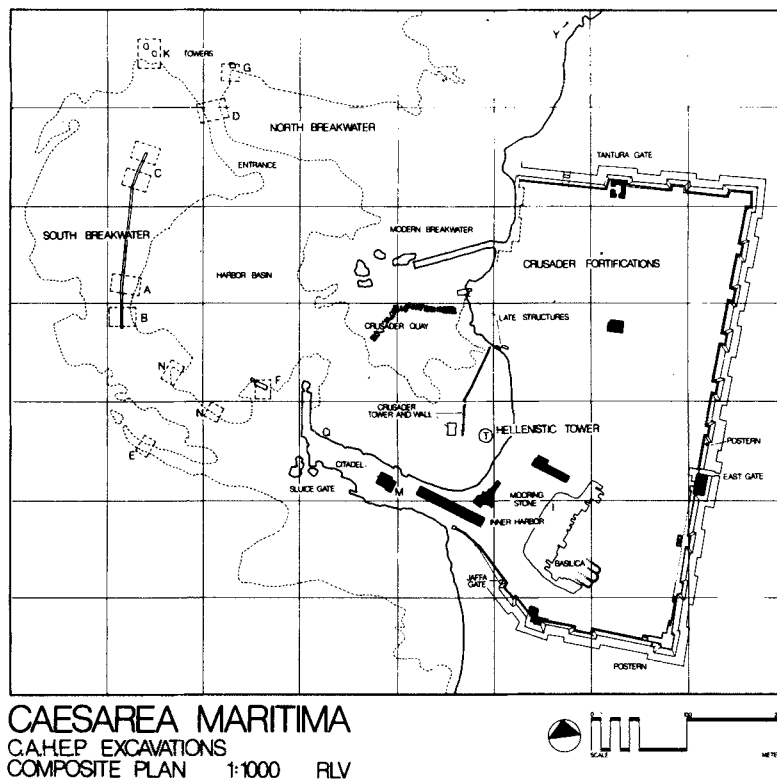 Y
K TOWERS
G
D
NORTH BREAKWATER
TANTURA GATE
ENTRANCE
C
SOUTH BREAKWATER
MODERN BREAKWATER
HARBOR BASIN
CRUSADER FORTIFICATIONS
A
B
CRUSADER QUAY
LATE STRUCTURES
N
F
N
CRUSADER
TOWER AND WALL
Q
T HELLENISTIC TOWER
E
POSTERN
CITADEL
EAST GATE
SLUICE GATE
M
MOORING
STONE
I
INNER HARBOR
BASILICA
JAFFA
GATE
POSTERN
CAESAREA MARITIMA
C.A.H.E.P. EXCAVATIONS
COMPOSITE PLAN 1:1000 RLV
0
SCALE
METE